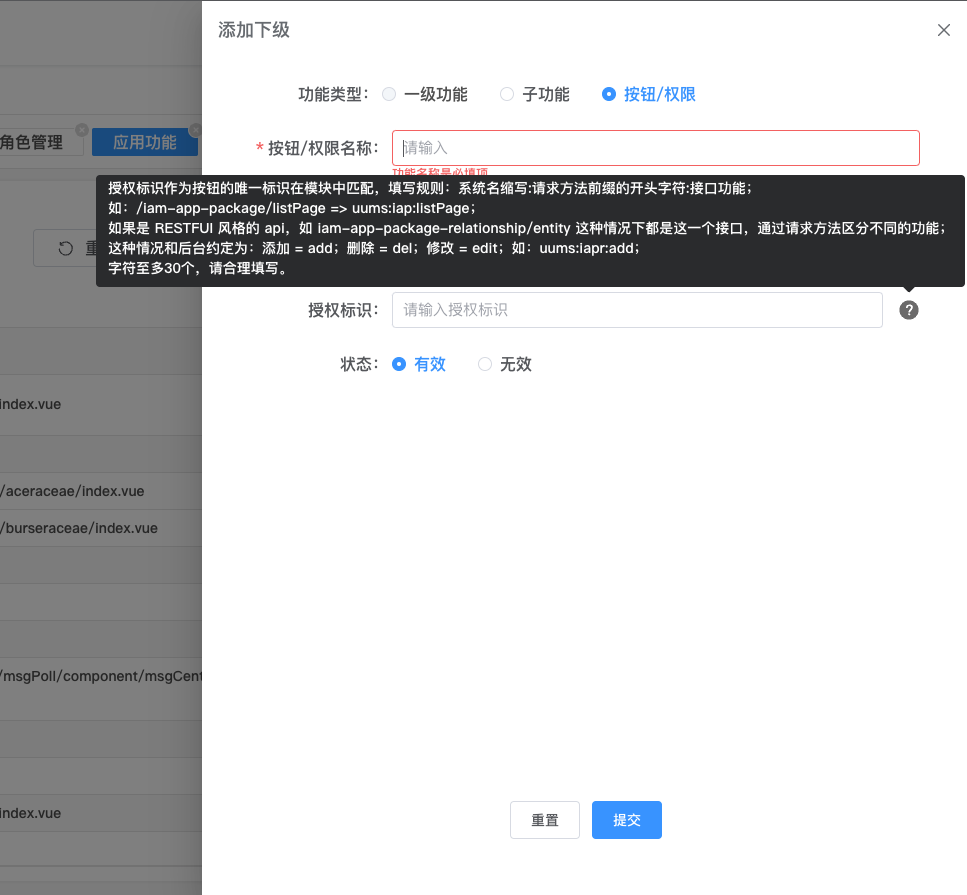 添加下级
功能类型： 一级功能 子功能 按钮/权限
角色管理 应用功能
* 按钮/权限名称： 请输入
功能名称是必填项
授权标识作为按钮的唯一标识在模块中匹配，填写规则：系统名缩写:请求方法前缀的开头字符:接口功能；
如：/iam-app-package/listPage => uums:iap:listPage；
如果是 RESTFUI 风格的 api，如 iam-app-package-relationship/entity 这种情况下都是这一个接口，通过请求方法区分不同的功能；
重
这种情况和后台约定为：添加 = add；删除 = del；修改 = edit；如：uums:iapr:add；
字符至多30个，请合理填写。
授权标识： 请输入授权标识 ?
状态： 有效 无效
index.vue
/aceraceae/index.vue
/burseraceae/index.vue
/msgPoll/component/msgCent
index.vue
重置 提交